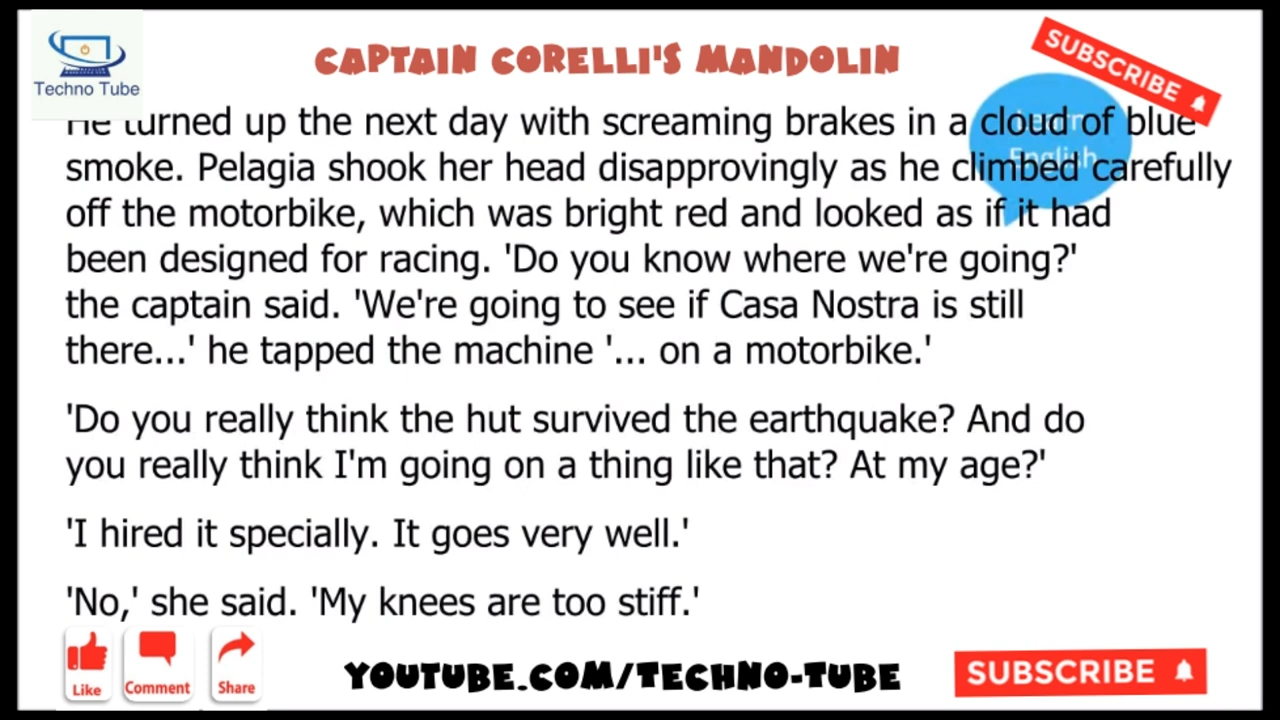 Techno Tube
CAPTAIN CORELLI'S MANDOLIN
SUBSCRIBE
Learn
English
He turned up the next day with screaming brakes in a cloud of blue
smoke. Pelagia shook her head disapprovingly as he climbed carefully
off the motorbike, which was bright red and looked as if it had
been designed for racing. 'Do you know where we're going?'
the captain said. 'We're going to see if Casa Nostra is still
there...' he tapped the machine '... on a motorbike.'
'Do you really think the hut survived the earthquake? And do
you really think I'm going on a thing like that? At my age?'
'I hired it specially. It goes very well.'
'No,' she said. 'My knees are too stiff.'
Like
Comment
Share
YOUTUBE.COM/TECHNO-TUBE
SUBSCRIBE